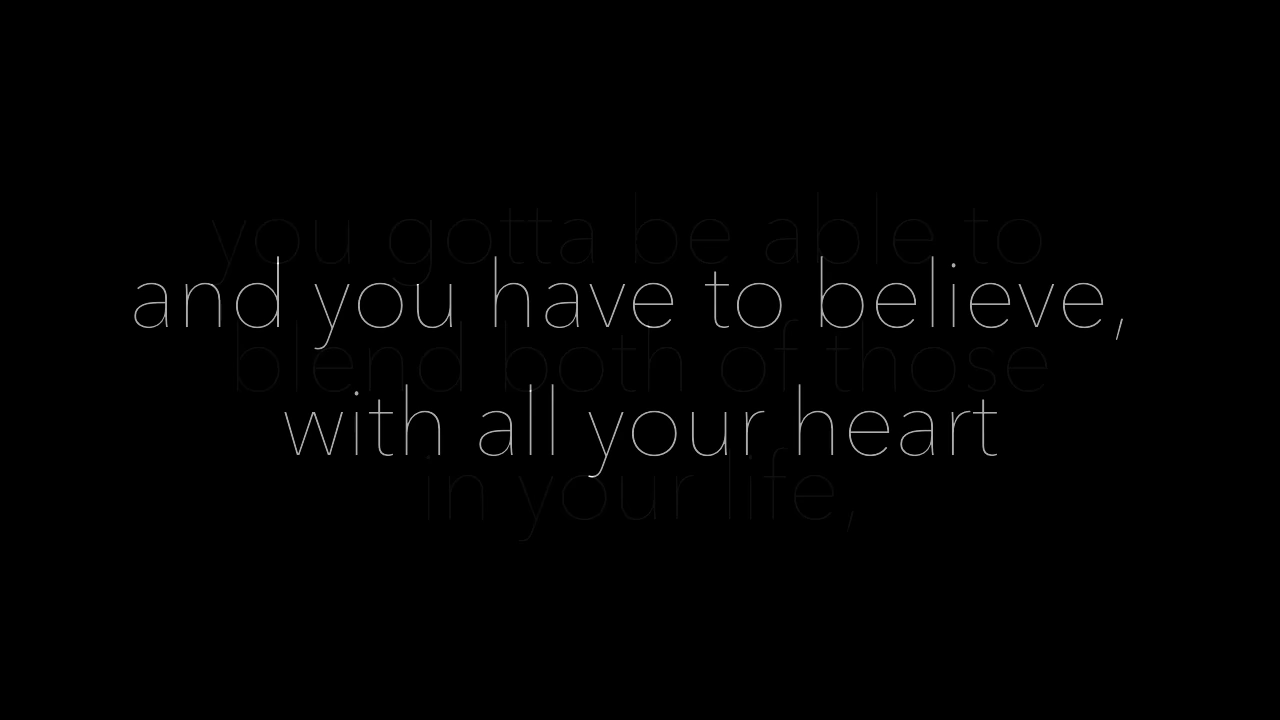 you gotta be able to
and you have to believe,
blend both of those
with all your heart
in your life,